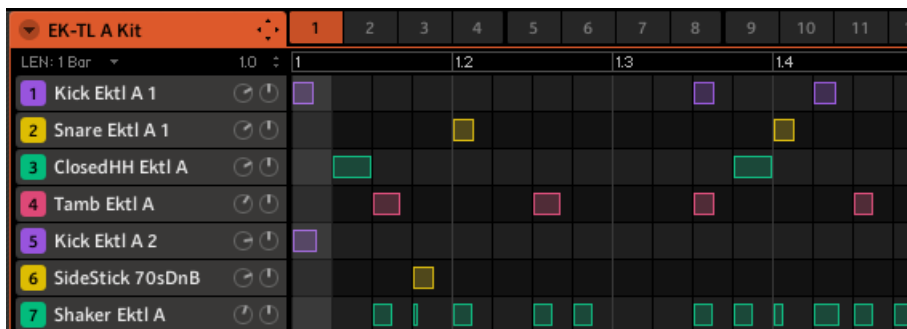 EK-TL A Kit 1 2 3 4 5 6 7 8 9 10 11
LEN: 1 Bar 1.0 1 1.2 1.3 1.4
1 Kick Ektl A 1
2 Snare Ektl A 1
3 ClosedHH Ektl A
4 Tamb Ektl A
5 Kick Ektl A 2
6 SideStick 70sDnB
7 Shaker Ektl A